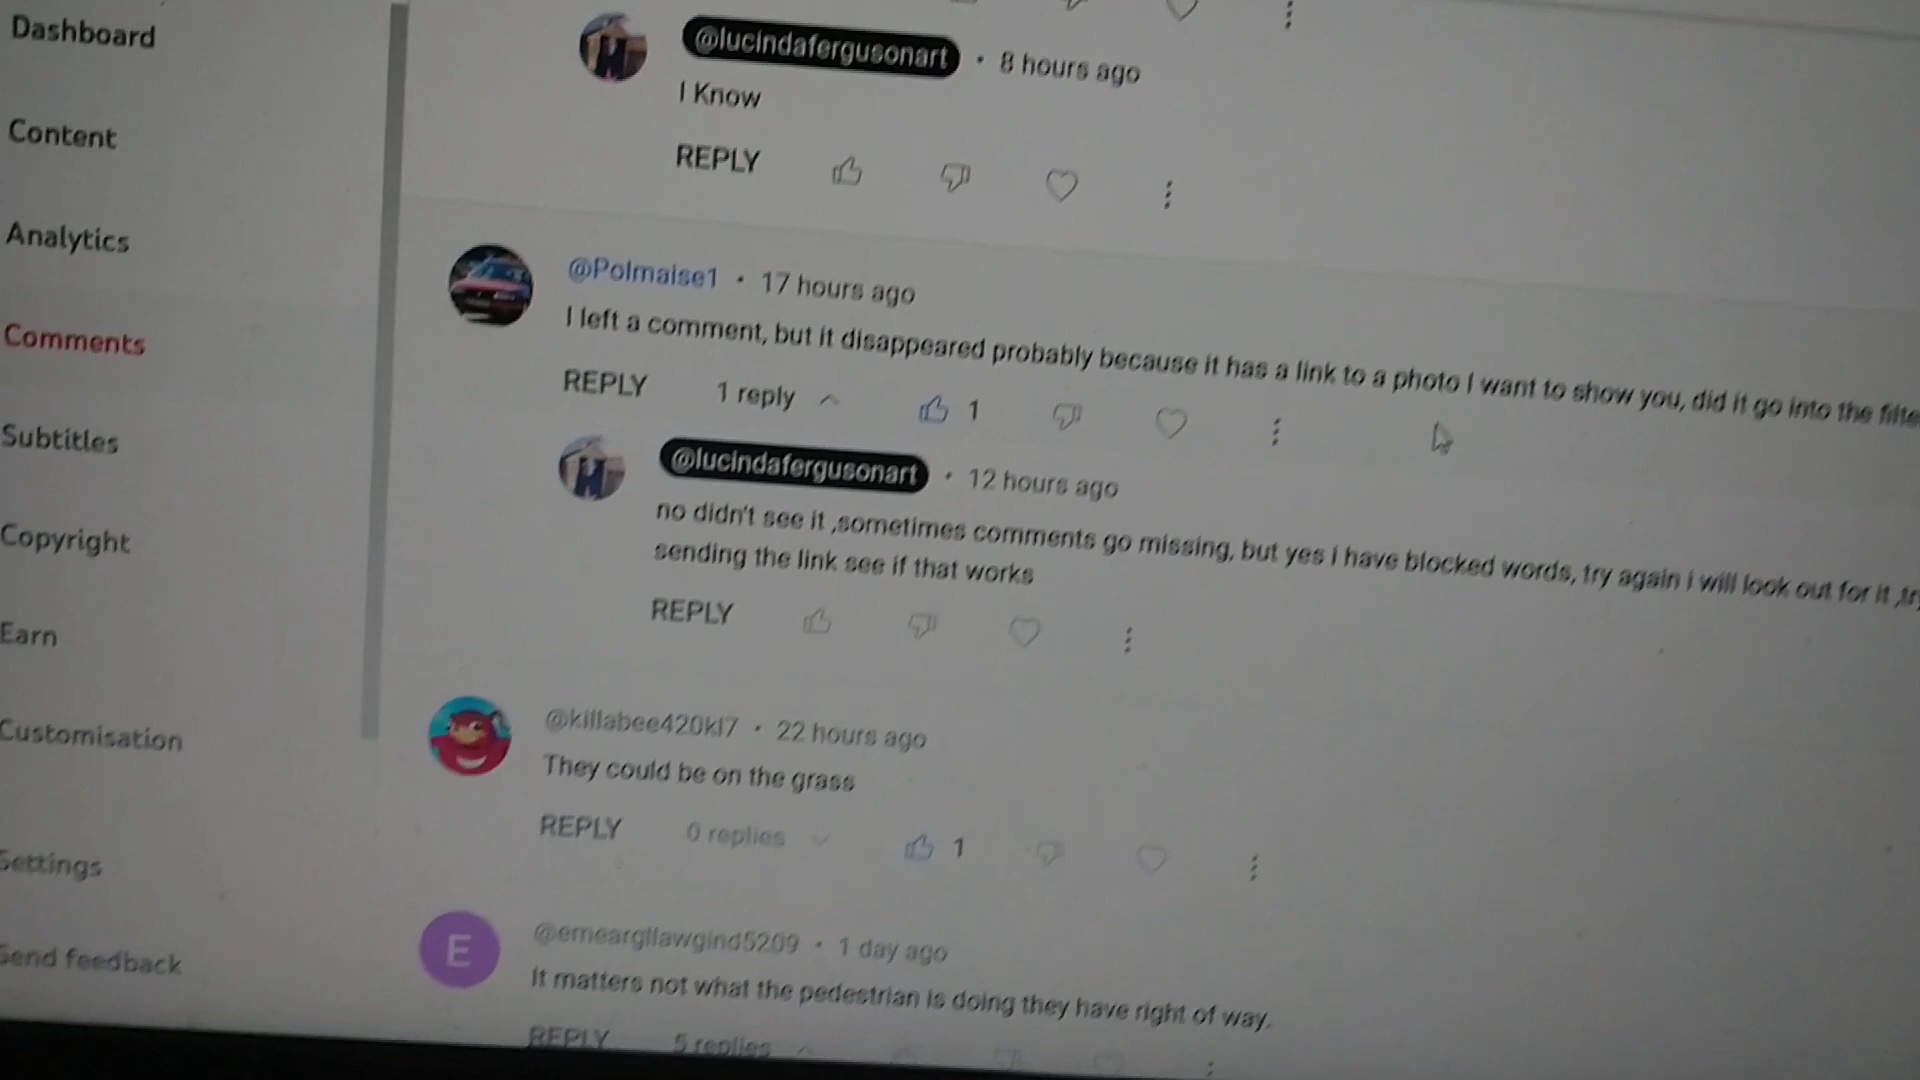 Dashboard
Content
Analytics
Comments
Subtitles
Copyright
Earn
Customisation
Settings
Send feedback
@lucindafergusonart • 8 hours ago
I Know
REPLY
@Polmaise1 • 17 hours ago
I left a comment, but it disappeared probably because it has a link to a photo I want to show you, did it go into the
REPLY 1 reply 1
@lucindafergusonart • 12 hours ago
no didn't see it ,sometimes comments go missing, but yes i have blocked words, try again i will look out for it
sending the link see if that works
REPLY
@killabee420kl7 • 22 hours ago
They could be on the grass
REPLY 0 replies 1
E
@emeargllawgind5209 • 1 day ago
It matters not what the pedestrian is doing they have right of way.
REPLY 5 replies